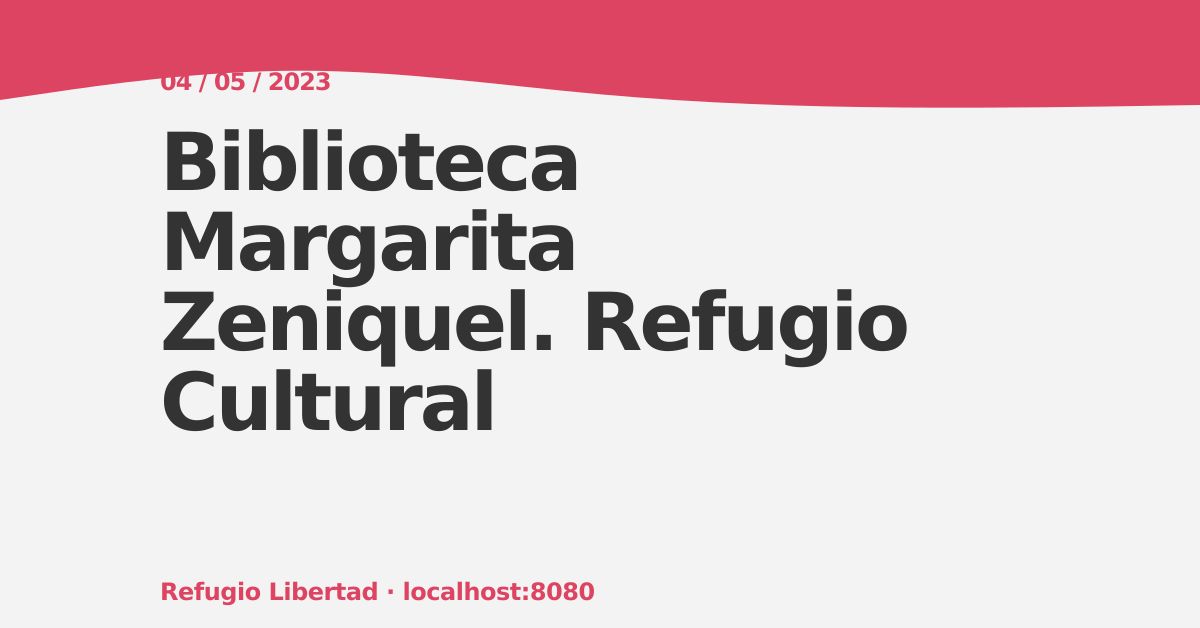 04 / 05 / 2023
Biblioteca
Margarita
Zeniquel. Refugio
Cultural
Refugio Libertad · localhost:8080